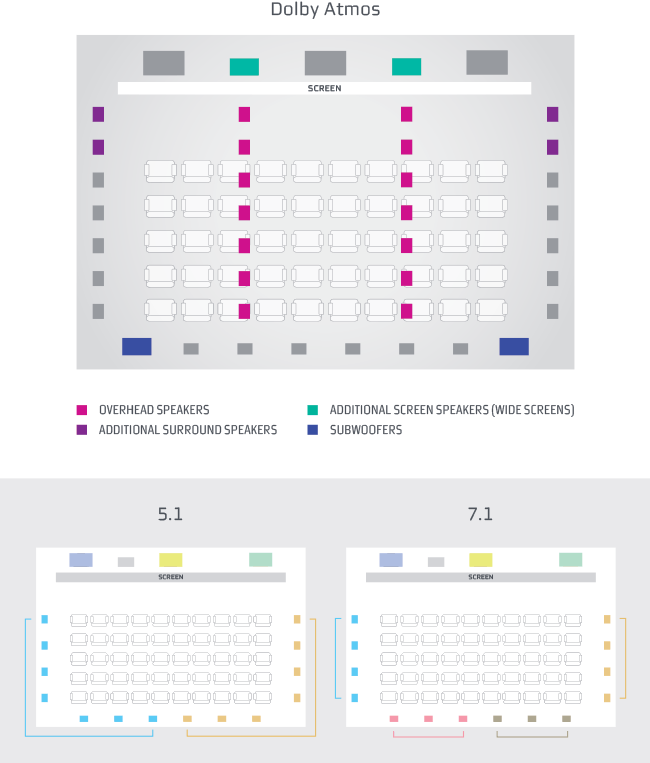 Dolby Atmos
SCREEN
OVERHEAD SPEAKERS
ADDITIONAL SCREEN SPEAKERS (WIDE SCREENS)
ADDITIONAL SURROUND SPEAKERS
SUBWOOFERS
5.1
7.1
SCREEN
SCREEN